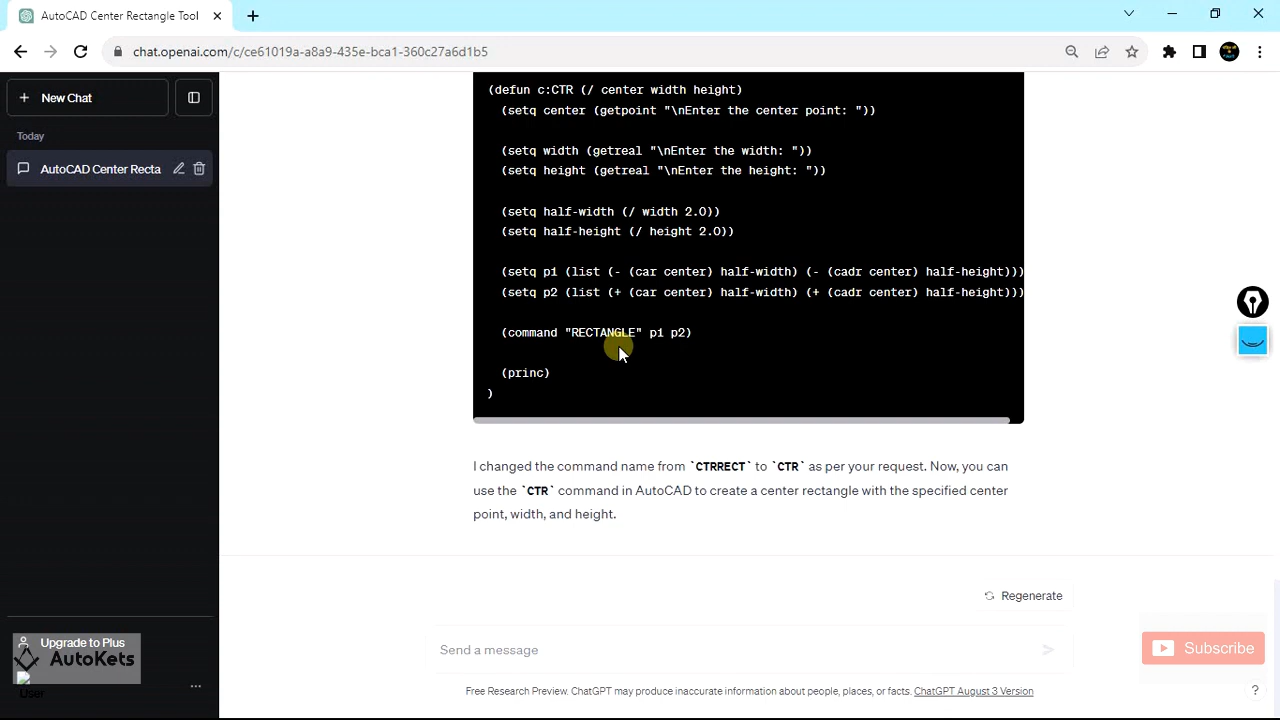 AutoCAD Center Rectangle Tool
chat.openai.com/c/ce61019a-a8a9-435e-bca1-360c27a6d1b5
New Chat
Today
AutoCAD Center Recta
(defun c:CTR (/ center width height)
(setq center (getpoint "\nEnter the center point: "))
(setq width (getreal "\nEnter the width: "))
(setq height (getreal "\nEnter the height: "))
(setq half-width (/ width 2.0))
(setq half-height (/ height 2.0))
(setq p1 (list (- (car center) half-width) (- (cadr center) half-height)))
(setq p2 (list (+ (car center) half-width) (+ (cadr center) half-height)))
(command "RECTANGLE" p1 p2)
(princ)
)
I changed the command name from `CTRRECT` to `CTR` as per your request. Now, you can
use the `CTR` command in AutoCAD to create a center rectangle with the specified center
point, width, and height.
Regenerate
Upgrade to Plus
AutoKets
User
Send a message
Subscribe
Free Research Preview. ChatGPT may produce inaccurate information about people, places, or facts. ChatGPT August 3 Version
?